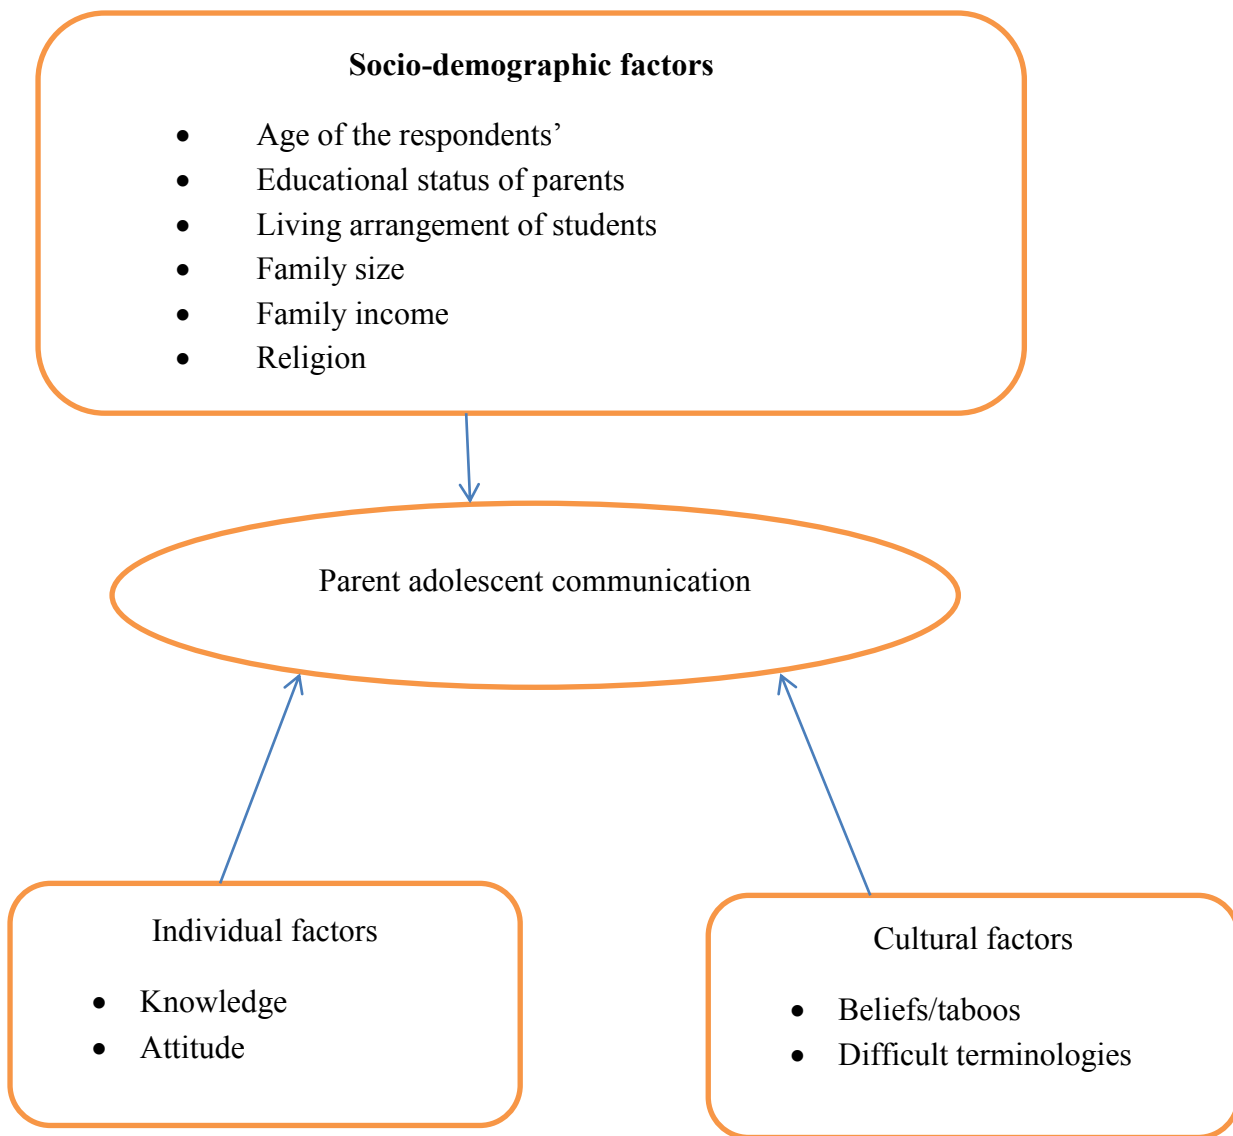 Socio-demographic factors
• Age of the respondents’
• Educational status of parents
• Living arrangement of students
• Family size
• Family income
• Religion
Parent adolescent communication
Individual factors
• Knowledge
• Attitude
Cultural factors
• Beliefs/taboos
• Difficult terminologies